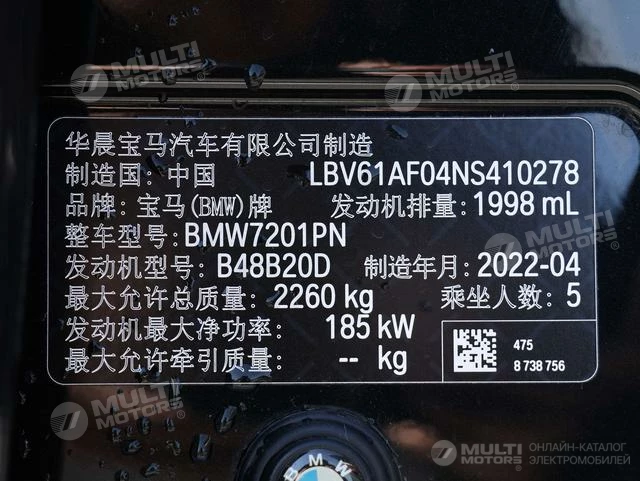 MULTI MOTORS®
MULTI MOTORS®
华晨宝马汽车有限公司制造
制造国: 中国 LBV61AF04NS410278
品牌: 宝马(BMW)牌 发动机排量: 1998 mL
整车型号: BMW7201PN
发动机型号: B48B20D 制造年月: 2022-04
最大允许总质量: 2260 kg 乘坐人数: 5
发动机最大净功率: 185 kW
最大允许牵引质量: -- kg
475
8 738 756
MULTI MOTORS®
MULTI MOTORS®
BMW
MULTI MOTORS®
ОНЛАЙН-КАТАЛОГ
ЭЛЕКТРОМОБИЛЕЙ